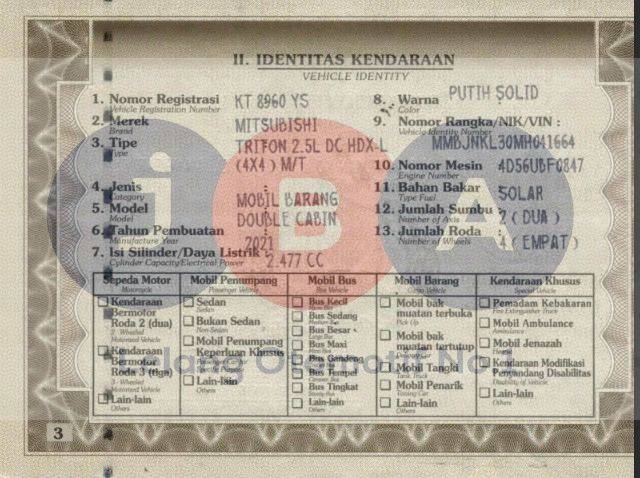 II. IDENTITAS KENDARAAN
VEHICLE IDENTITY
1. Nomor Registrasi KT 8960 YS
Vehicle Registration Number
2. Merek MITSUBISHI
Brand
3. Tipe TRITON 2.5L DC HDX-L
Type
(4X4) M/T
4. Jenis : MOBIL BARANG
Category
5. Model : DOUBLE CABIN
Model
6. Tahun Pembuatan : 2021
Manufacture Year
7. Isi Silinder/Daya Listrik : 2.477 CC
Cylinder Capacity/Electrical Power
8. Warna : PUTIH SOLID
Color
9. Nomor Rangka/NIK/VIN :
Vehicle Identity Number
MMBJNKL30MH041664
10. Nomor Mesin 4D56UBF0847
Engine Number
11. Bahan Bakar : SOLAR
Type Fuel
12. Jumlah Sumbu : 2 ( DUA )
Number of Axis
13. Jumlah Roda : 4 ( EMPAT )
Number of Wheels
Sepeda Motor
Motorcycle
Kendaraan
Bermotor
Roda 2 (dua)
2 - Wheeled
Motorized Vehicle
Kendaraan
Bermotor
Roda 3 (tiga)
3 - Wheeled
Motorized Vehicle
Lain-lain
Others
Mobil Penumpang
Passenger Vehicle
Sedan
Sedan
Bukan Sedan
Non-Sedan
Mobil Penumpang
Keperluan Khusus
Lain-lain
Others
Mobil Bus
Bus Vehicle
Bus Kecil
Bus Sedang
Bus Besar
Large Bus
Bus Maxi
Maxi Bus
Bus Gandeng
Bus Tempel
Bus Tingkat
Lain-lain
Others
Mobil Barang
Cargo Vehicle
Mobil bak
muatan terbuka
Pick Up
Mobil bak
muatan tertutup
Mobil Tangki
Tank Truck
Mobil Penarik
Towing Car
Lain-lain
Others
Kendaraan Khusus
Special Vehicle
Pemadam Kebakaran
Fire Extinguisher Truck
Mobil Ambulance
Ambulance
Mobil Jenazah
Hearse
Kendaraan Modifikasi
Penyandang Disabilitas
Disability of Vehicle
Lain-lain
Others
iBA
Lelang Otomotif No.1
3